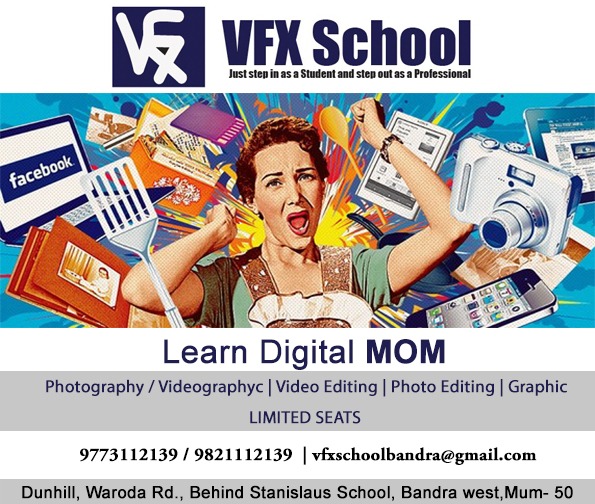 VFX
VFX School
Just step in as a Student and step out as a Professional
facebook
Learn Digital MOM
Photography / Videographyc | Video Editing | Photo Editing | Graphic
LIMITED SEATS
9773112139 / 9821112139 | vfxschoolbandra@gmail.com
Dunhill, Waroda Rd., Behind Stanislaus School, Bandra west,Mum- 50